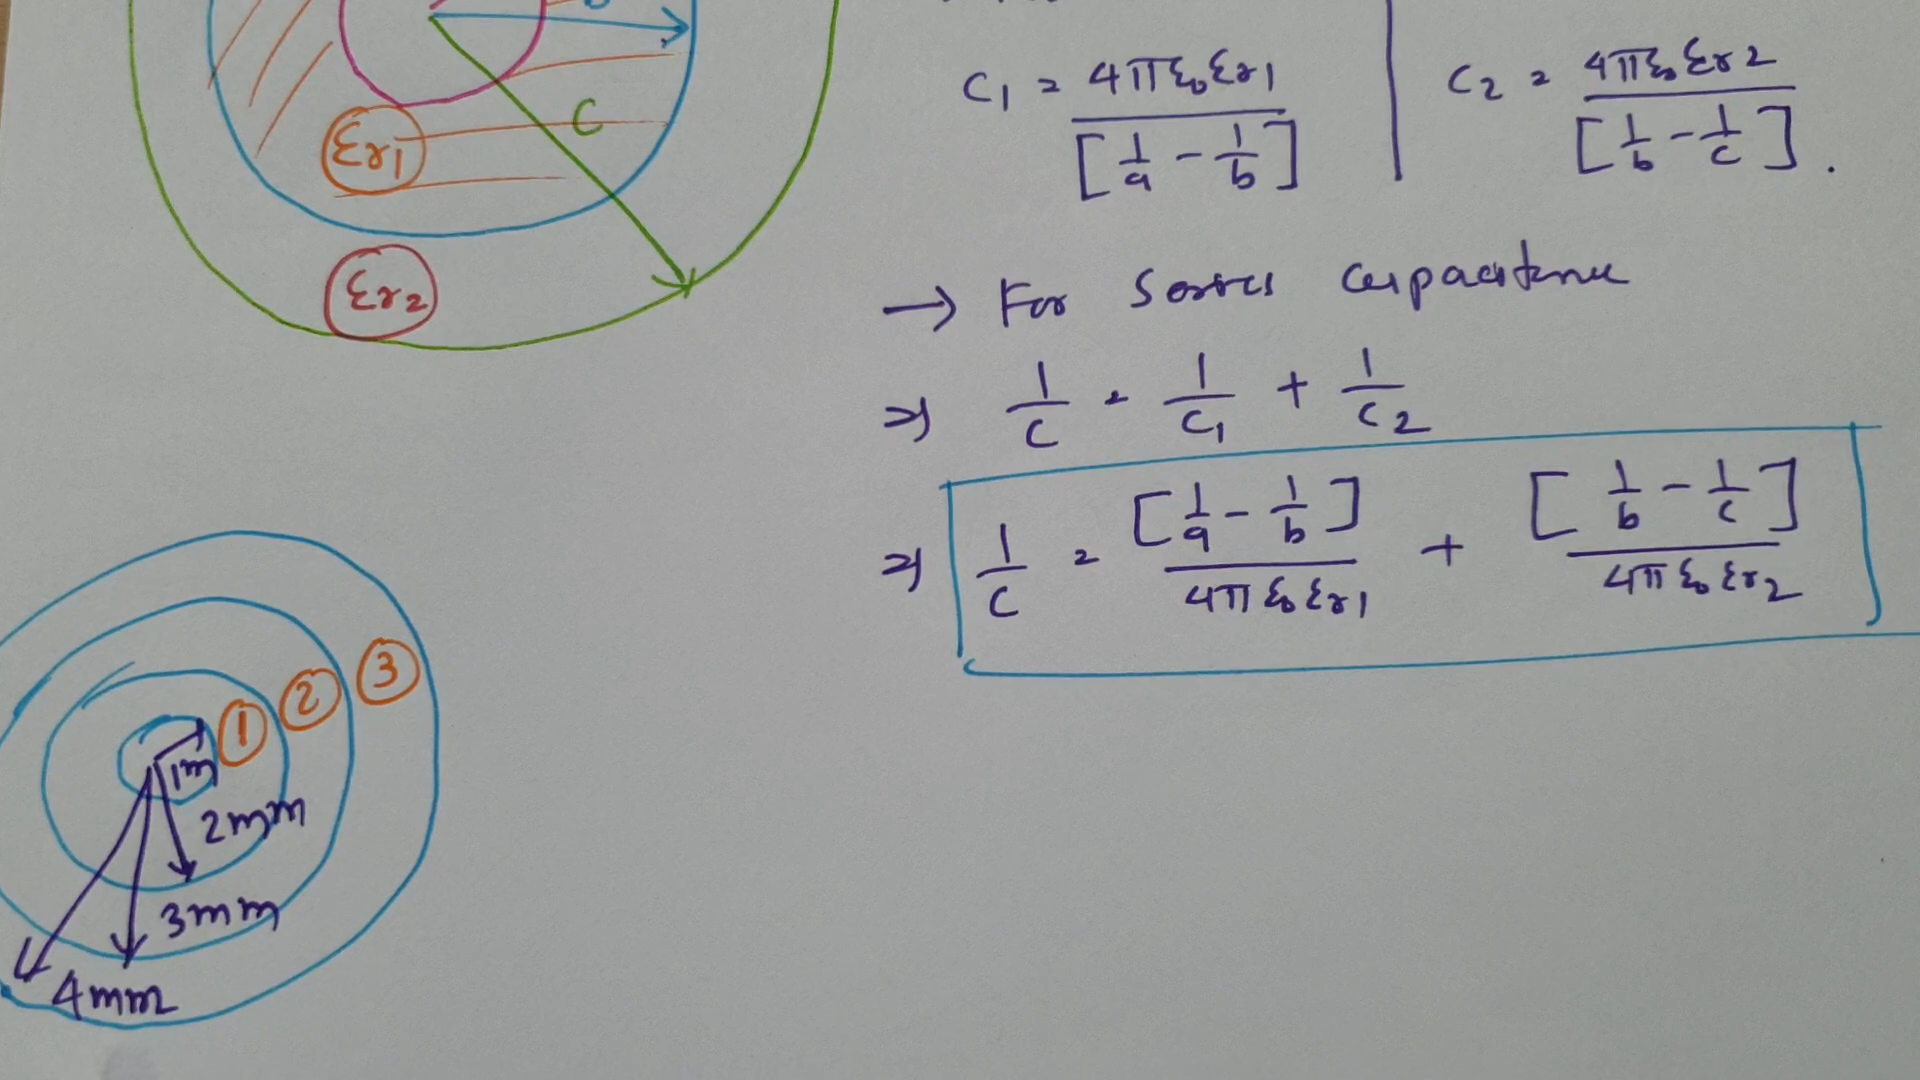 C
εr1
εr2
C1 = 4πε0εr1 / [1/a - 1/b]
C2 = 4πε0εr2 / [1/b - 1/c].
→ For Series Capacitance
⇒ 1/C = 1/C1 + 1/C2
⇒ 1/C = [1/a - 1/b] / 4πε0εr1 + [1/b - 1/c] / 4πε0εr2
1 2 3
1m
2mm
3mm
4mm